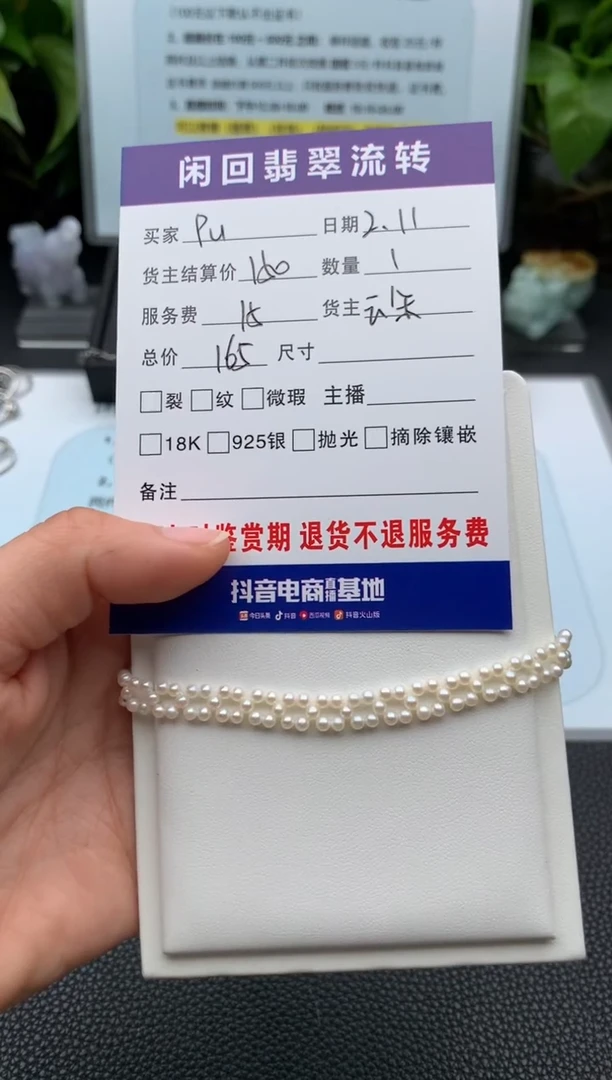 闲回翡翠流转
买家 Pu 日期 2.11
货主结算价 150 数量 1
服务费 15 货主
总价 165 尺寸
裂 纹 微瑕 主播
18K 925银 抛光 摘除镶嵌
备注
鉴赏期 退货不退服务费
抖音电商直播基地
今日头条 抖音 西瓜视频 抖音火山版